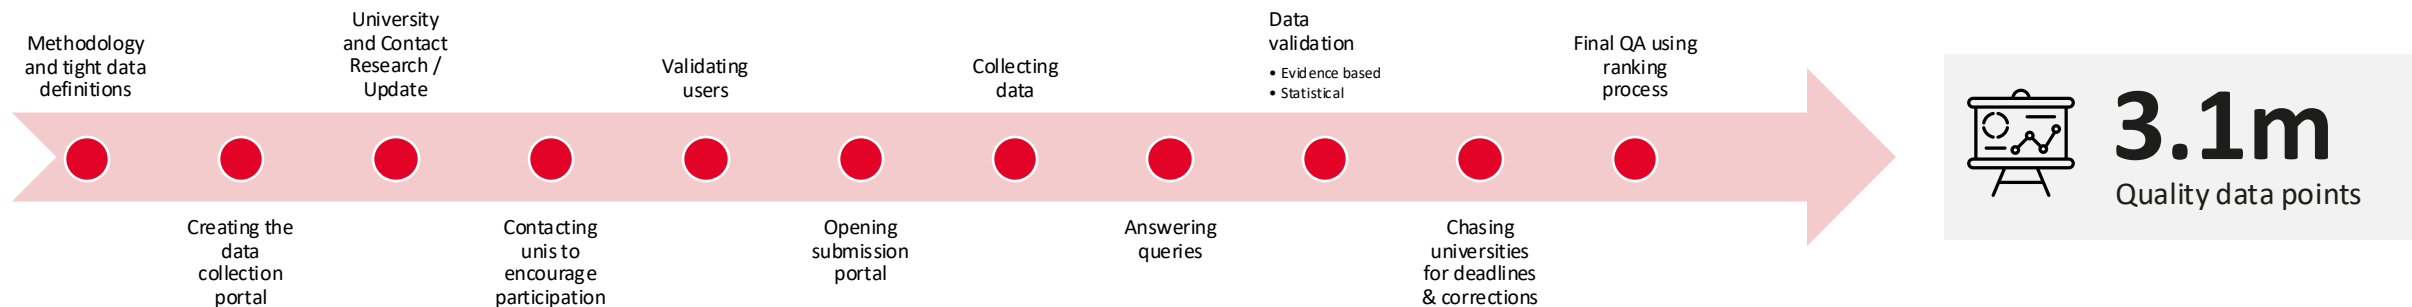 Methodology
and tight data
definitions
Creating the
data
collection
portal
University
and Contact
Research /
Update
Contacting
unis to
encourage
participation
Validating
users
Opening
submission
portal
Collecting
data
Answering
queries
Data
validation
• Evidence based
• Statistical
Chasing
universities
for deadlines
& corrections
Final QA using
ranking
process
3.1m
Quality data points